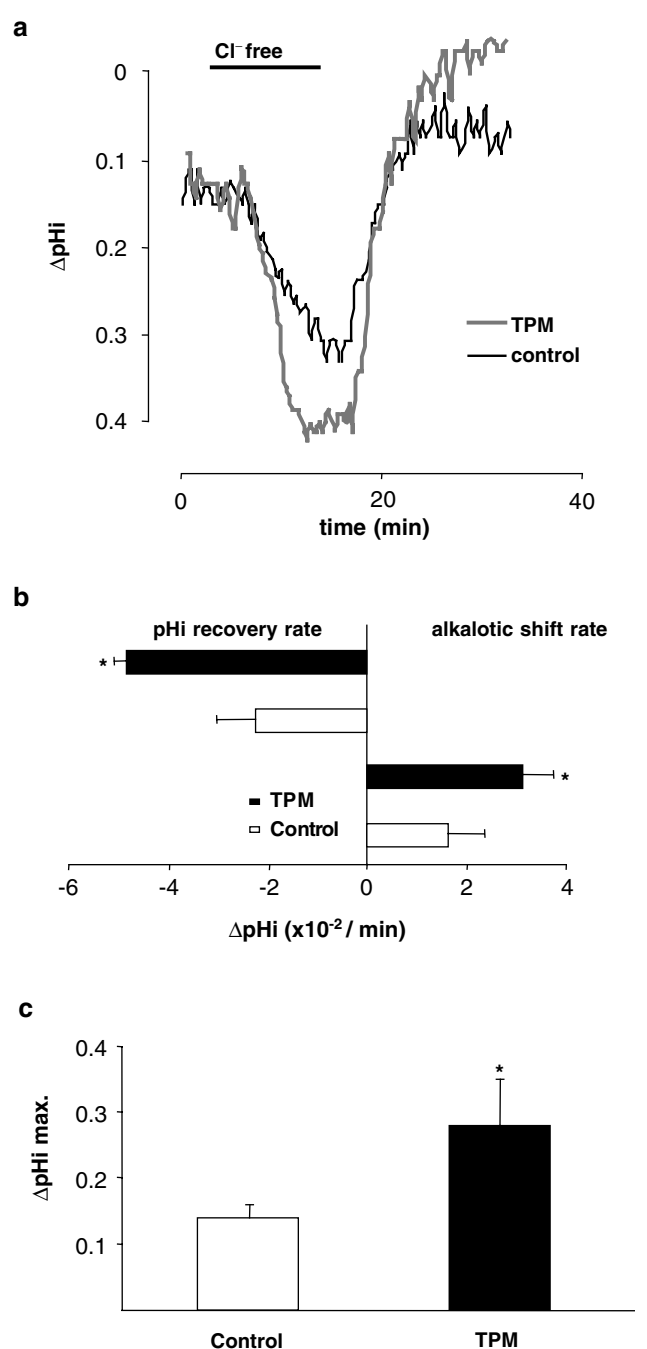 a
Cl⁻ free
0
0.1
0.2
0.3
0.4
ΔpHi
TPM
control
0 20 40
time (min)
b
pHi recovery rate alkalotic shift rate
*
*
TPM
Control
-6 -4 -2 0 2 4
ΔpHi (x10⁻² / min)
c
0.4
0.3
0.2
0.1
ΔpHi max.
*
Control TPM